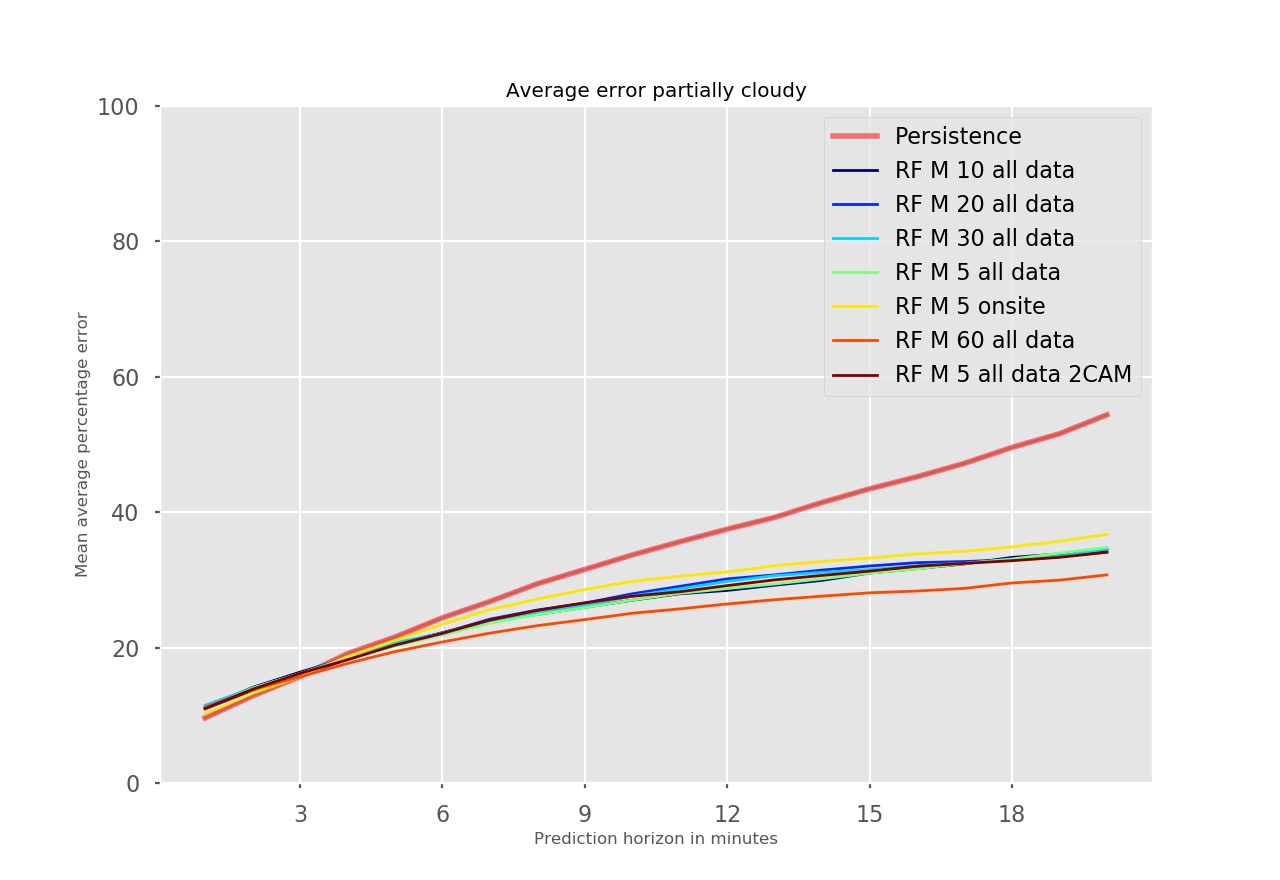 Average error partially cloudy
100
80
60
40
20
0
Mean average percentage error
Persistence
RF M 10 all data
RF M 20 all data
RF M 30 all data
RF M 5 all data
RF M 5 onsite
RF M 60 all data
RF M 5 all data 2CAM
3 6 9 12 15 18
Prediction horizon in minutes